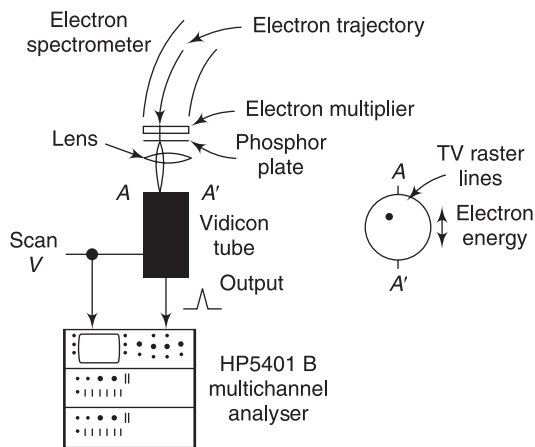 Electron
spectrometer
Electron trajectory
Electron multiplier
Lens
Phosphor
plate
A
A′
Vidicon
tube
Scan
V
Output
HP5401 B
multichannel
analyser
TV raster
lines
A
Electron
energy
A′